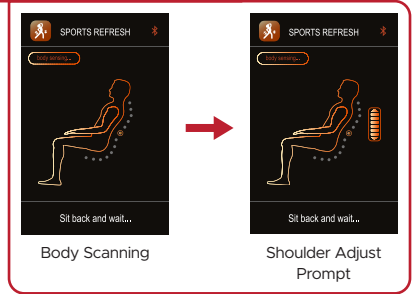 SPORTS REFRESH
body sensing...
Sit back and wait...
Body Scanning
SPORTS REFRESH
body sensing...
Sit back and wait...
Shoulder Adjust
Prompt